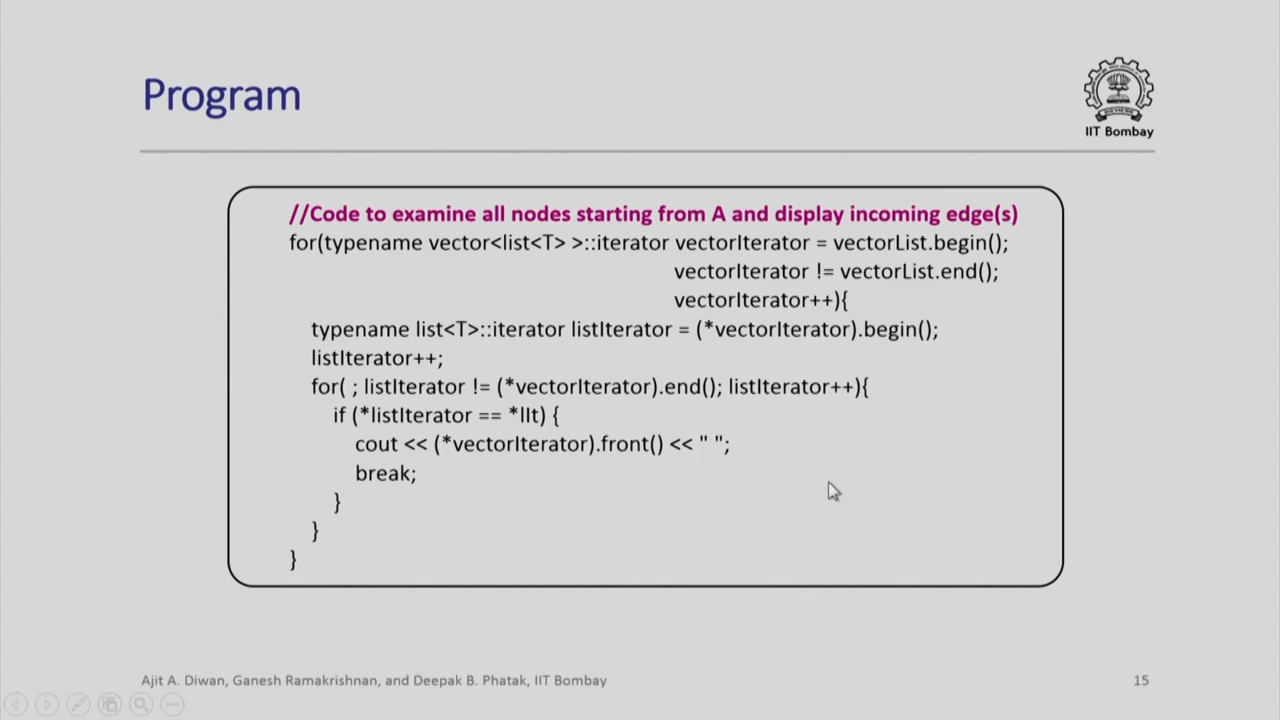 Program
IIT Bombay
//Code to examine all nodes starting from A and display incoming edge(s)
for(typename vector<list<T> >::iterator vectorIterator = vectorList.begin();
vectorIterator != vectorList.end();
vectorIterator++){
typename list<T>::iterator listIterator = (*vectorIterator).begin();
listIterator++;
for( ; listIterator != (*vectorIterator).end(); listIterator++){
if (*listIterator == *lIt) {
cout << (*vectorIterator).front() << " ";
break;
}
}
}
Ajit A. Diwan, Ganesh Ramakrishnan, and Deepak B. Phatak, IIT Bombay
15